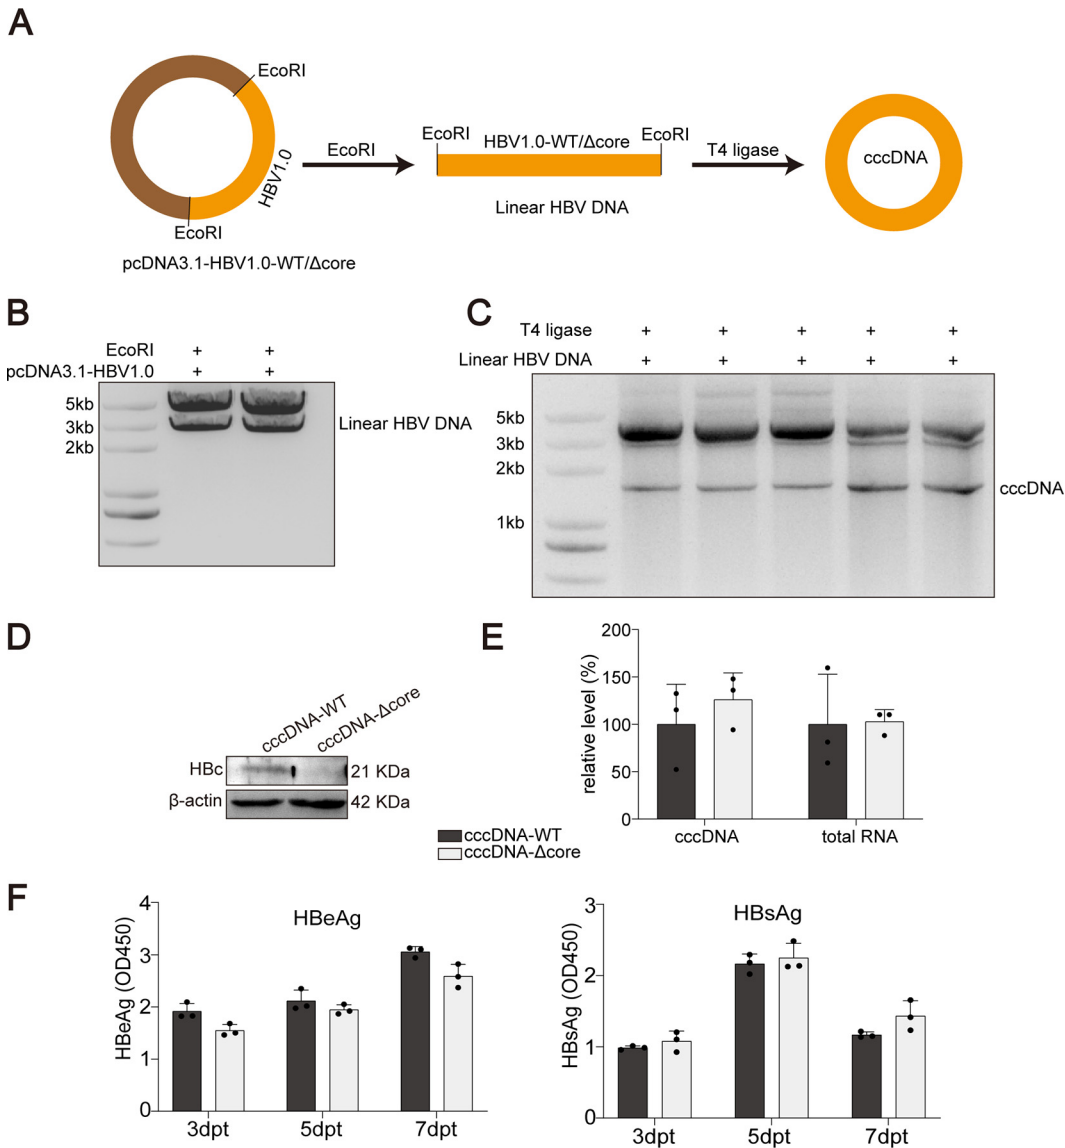 A
EcoRI
HBV1.0
EcoRI
pcDNA3.1-HBV1.0-WT/Δcore
EcoRI
EcoRI
EcoRI
HBV1.0-WT/Δcore
Linear HBV DNA
T4 ligase
cccDNA
B
EcoRI + +
pcDNA3.1-HBV1.0 + +
5kb
3kb
2kb
Linear HBV DNA
C
T4 ligase + + + + +
Linear HBV DNA + + + + +
5kb
3kb
2kb
1kb
cccDNA
D
cccDNA-WT
cccDNA-Δcore
HBc
21 KDa
β-actin
42 KDa
E
relative level (%)
200
150
100
50
0
cccDNA
total RNA
cccDNA-WT
cccDNA-Δcore
F
HBeAg
HBeAg (OD450)
4
3
2
1
0
3dpt
5dpt
7dpt
HBsAg
HBsAg (OD450)
3
2
1
0
3dpt
5dpt
7dpt